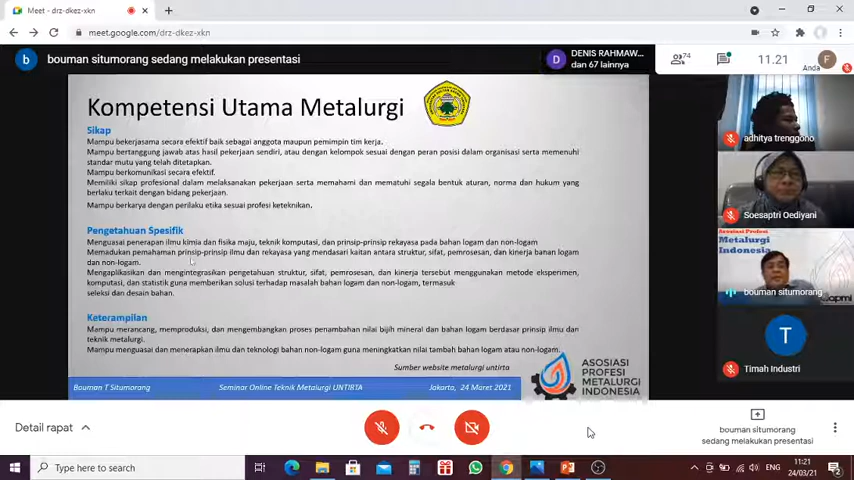 Meet - drz-dkez-xkn
meet.google.com/drz-dkez-xkn
b bouman situmorang sedang melakukan presentasi
D DENIS RAHMAW...
dan 67 lainnya
74
11.21
Anda
F
Kompetensi Utama Metalurgi
Sikap
Mampu bekerjasama secara efektif baik sebagai anggota maupun pemimpin tim kerja.
Mampu bertanggung jawab atas hasil pekerjaan sendiri, atau dengan kelompok sesuai dengan peran posisi dalam organisasi serta memenuhi
standar mutu yang telah ditetapkan.
Mampu berkomunikasi secara efektif.
Memiliki sikap profesional dalam melaksanakan pekerjaan serta memahami dan mematuhi segala bentuk aturan, norma dan hukum yang
berlaku terkait dengan bidang pekerjaan.
Mampu berkarya dengan perilaku etika sesuai profesi keteknikan.
Pengetahuan Spesifik
Menguasai penerapan ilmu kimia dan fisika maju, teknik komputasi, dan prinsip-prinsip rekayasa pada bahan logam dan non-logam
Memadukan pemahaman prinsip-prinsip ilmu dan rekayasa yang mendasari kaitan antara struktur, sifat, pemrosesan, dan kinerja bahan logam
dan non-logam.
Mengaplikasikan dan mengintegrasikan pengetahuan struktur, sifat, pemrosesan, dan kinerja tersebut menggunakan metode eksperimen,
komputasi, dan statistik guna memberikan solusi terhadap masalah bahan logam dan non-logam, termasuk
seleksi dan desain bahan.
Keterampilan
Mampu merancang, memproduksi, dan mengembangkan proses penambahan nilai bijih mineral dan bahan logam berdasar prinsip ilmu dan
teknik metalurgi.
Mampu menguasai dan menerapkan ilmu dan teknologi bahan non-logam guna meningkatkan nilai tambah bahan logam atau non-logam.
Sumber website metalurgi untirta
Bouman T Situmorang
Seminar Online Teknik Metalurgi UNTIRTA
Jakarta, 24 Maret 2021
ASOSIASI
PROFESI
METALURGI
INDONESIA
adhitya trenggono
Soesaptri Oediyani
Asosiasi Profesi
Metalurgi
Indonesia
apmi
bouman situmorang
T
Timah Industri
Detail rapat
bouman situmorang
sedang melakukan presentasi
Type here to search
ENG
11:21
24/03/21
2